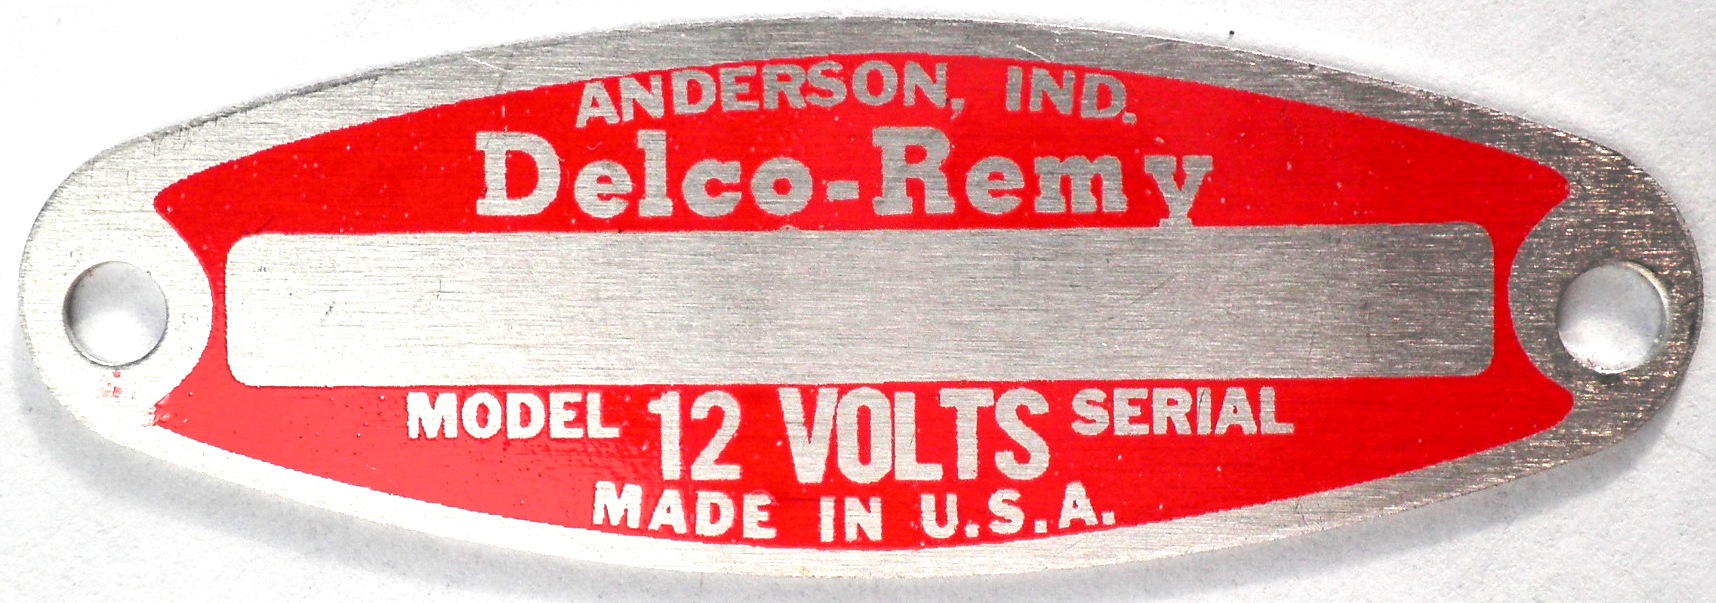 ANDERSON, IND.
Delco-Remy
MODEL 12 VOLTS SERIAL
MADE IN U.S.A.